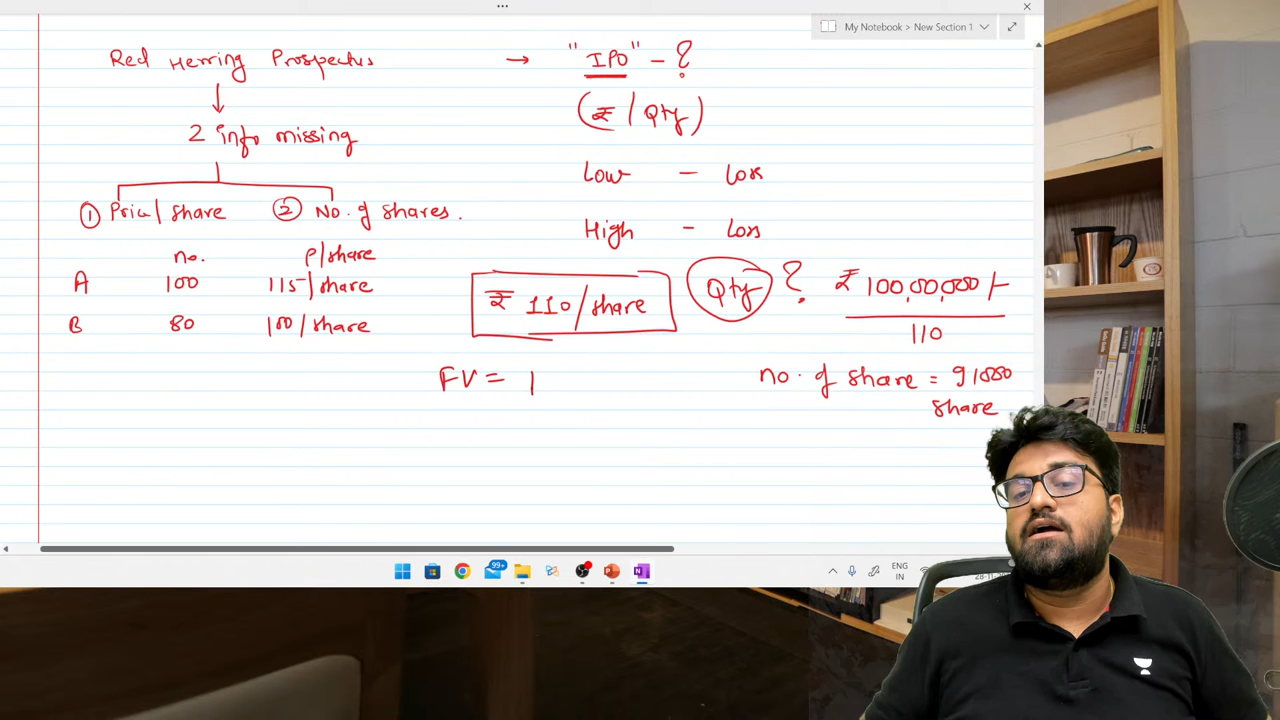 My Notebook > New Section 1
Red Herring Prospectus → "IPO" - ?
(₹ / Qty)
2 info missing
Low - Loss
① Price/share ② No. of shares.
High - Loss
no. P/share
A 100 115/share
B 80 100/share
₹ 110/share Qty ? ₹ 100,00,000/-
110
FV = 1
no. of share =
share
99+
ENG
IN